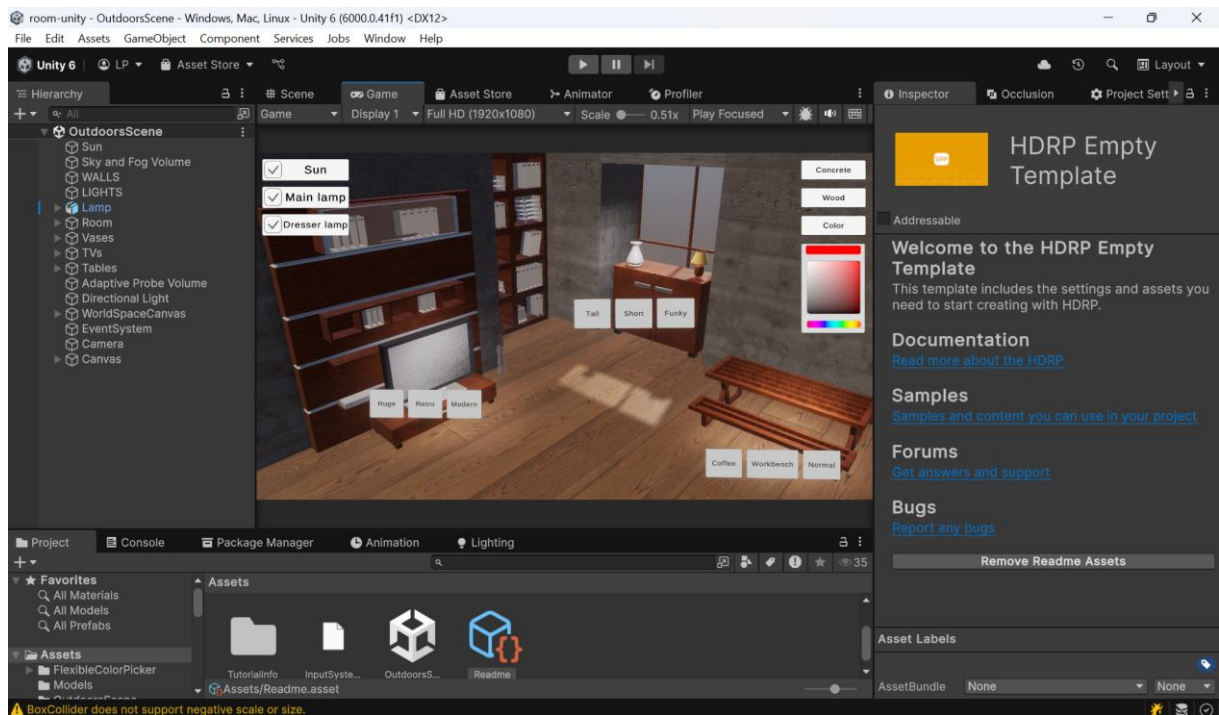 room-unity - OutdoorsScene - Windows, Mac, Linux - Unity 6 (6000.0.41f1) <DX12>
File Edit Assets GameObject Component Services Jobs Window Help
Unity 6 LP Asset Store Layout
Hierarchy
All
OutdoorsScene
Sun
Sky and Fog Volume
WALLS
LIGHTS
Lamp
Room
Vases
TVs
Tables
Adaptive Probe Volume
Directional Light
WorldSpaceCanvas
EventSystem
Camera
Canvas
Scene Game Asset Store Animator Profiler
Game Display 1 Full HD (1920x1080) Scale 0.51x Play Focused
Sun
Main lamp
Dresser lamp
Concrete
Wood
Color
Tall Short Funky
Huge Retro Modern
Coffee Workbench Normal
Inspector Occlusion Project Sett
HDRP Empty
Template
Addressable
Welcome to the HDRP Empty
Template
This template includes the settings and assets you
need to start creating with HDRP.
Documentation
Read more about the HDRP
Samples
Samples and content you can use in your project
Forums
Get answers and support
Bugs
Report any bugs
Remove Readme Assets
Asset Labels
AssetBundle None None
Project Console Package Manager Animation Lighting
35
Favorites
All Materials
All Models
All Prefabs
Assets
FlexibleColorPicker
Models
OutdoorsScene
Assets
TutorialInfo InputSyste... OutdoorsS... Readme
Assets/Readme.asset
BoxCollider does not support negative scale or size.